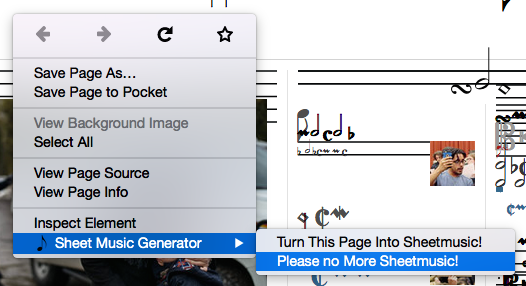 Save Page As…
Save Page to Pocket
View Background Image
Select All
View Page Source
View Page Info
Inspect Element
Sheet Music Generator
Turn This Page Into Sheetmusic!
Please no More Sheetmusic!